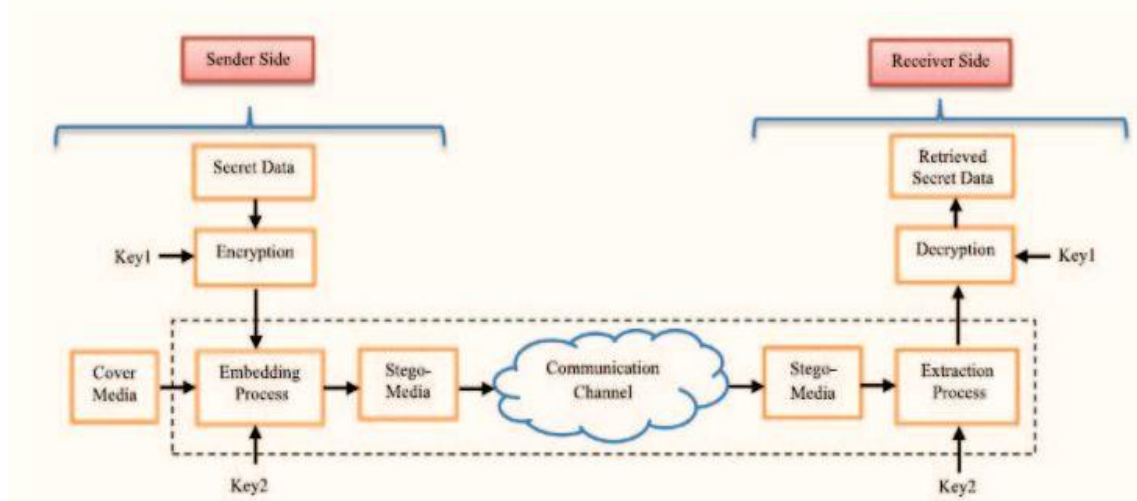 Sender Side
Receiver Side
Secret Data
Retrieved
Secret Data
Key1
Encryption
Decryption
Key1
Cover
Media
Embedding
Process
Stego-
Media
Communication
Channel
Stego-
Media
Extraction
Process
Key2
Key2